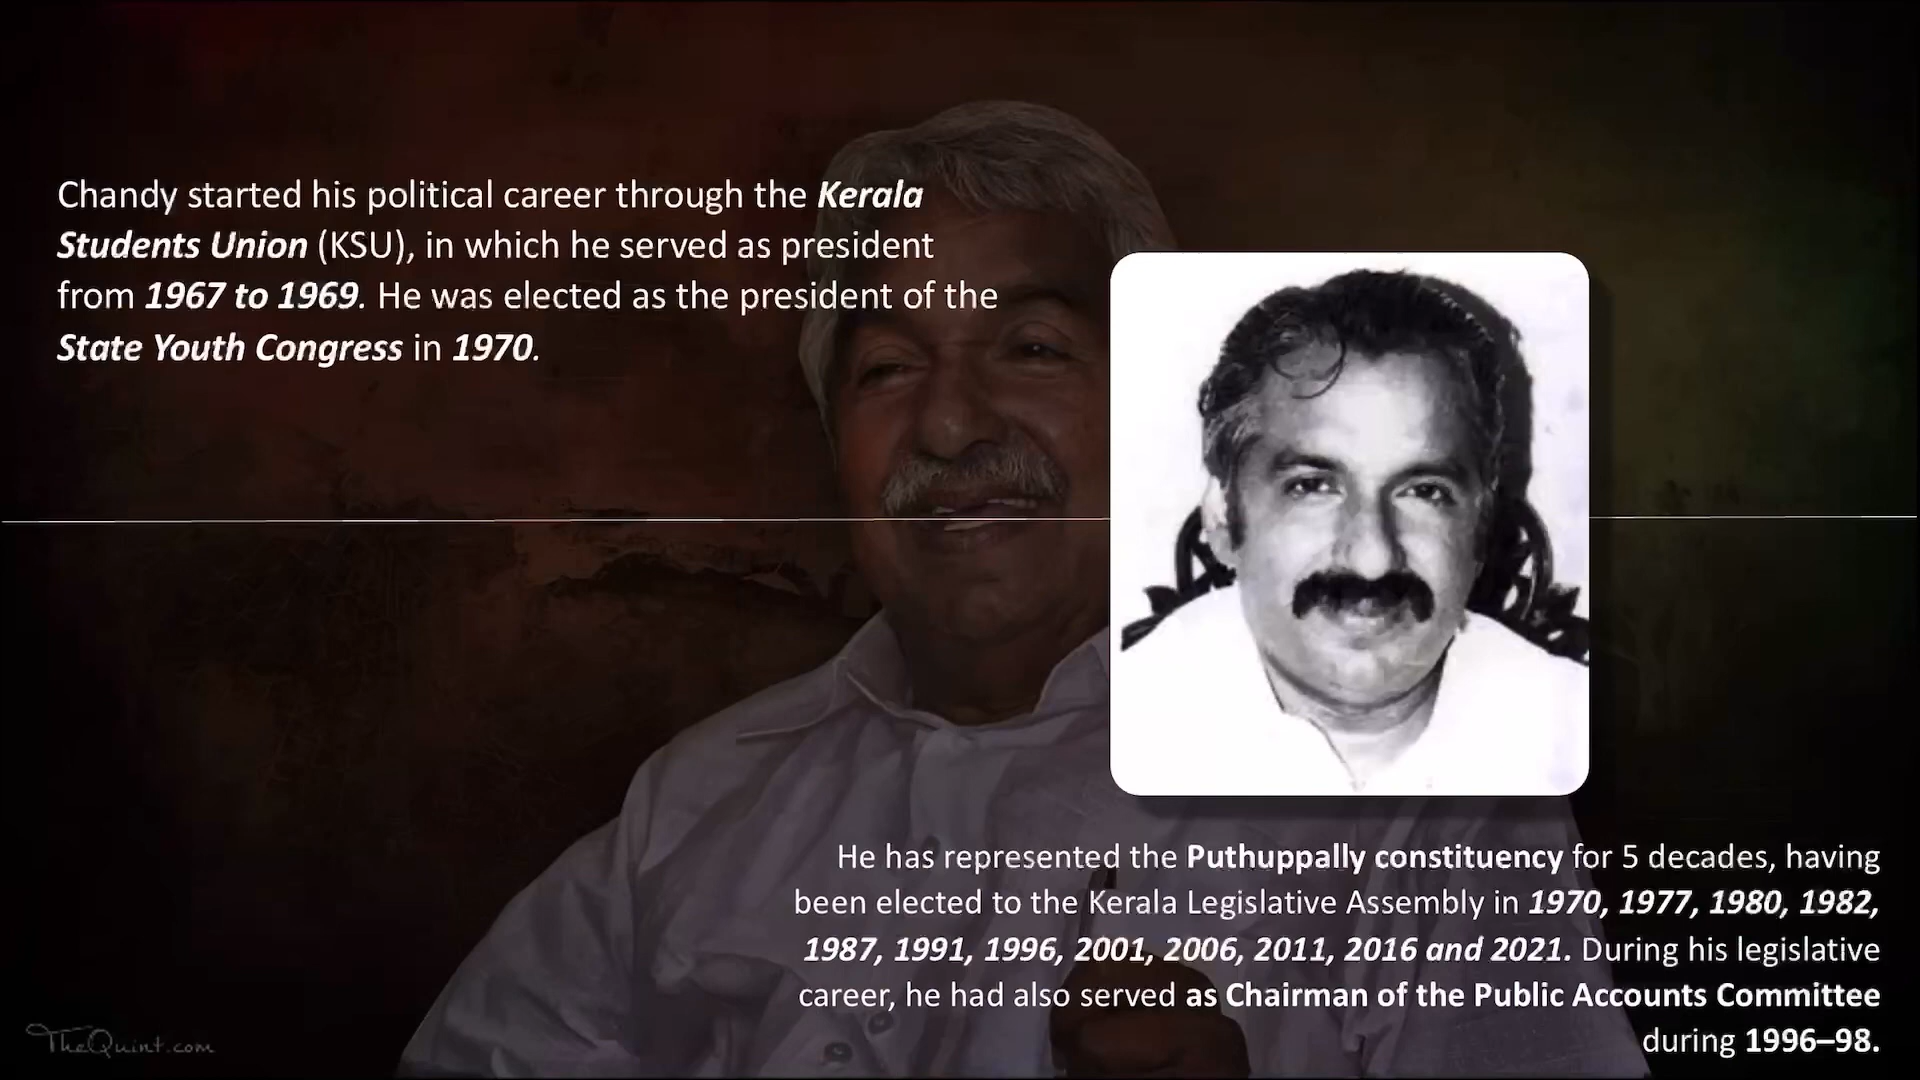 Chandy started his political career through the Kerala
Students Union (KSU), in which he served as president
from 1967 to 1969. He was elected as the president of the
State Youth Congress in 1970.
He has represented the Puthuppally constituency for 5 decades, having
been elected to the Kerala Legislative Assembly in 1970, 1977, 1980, 1982,
1987, 1991, 1996, 2001, 2006, 2011, 2016 and 2021. During his legislative
career, he had also served as Chairman of the Public Accounts Committee
during 1996–98.
TheQuint.com